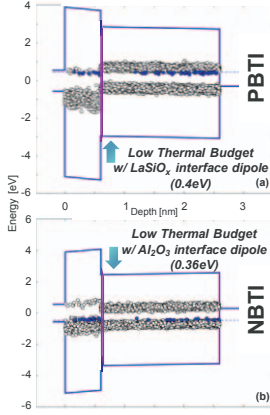 4
2
0
-2
-4
-6
Energy [eV]
PBTI
Low Thermal Budget
w/ LaSiOx interface dipole
(0.4eV)
(a)
0 1 Depth [nm] 2 3
6
4
2
0
-2
-4
-6
Low Thermal Budget
w/ Al2O3 interface dipole
(0.36eV)
NBTI
(b)